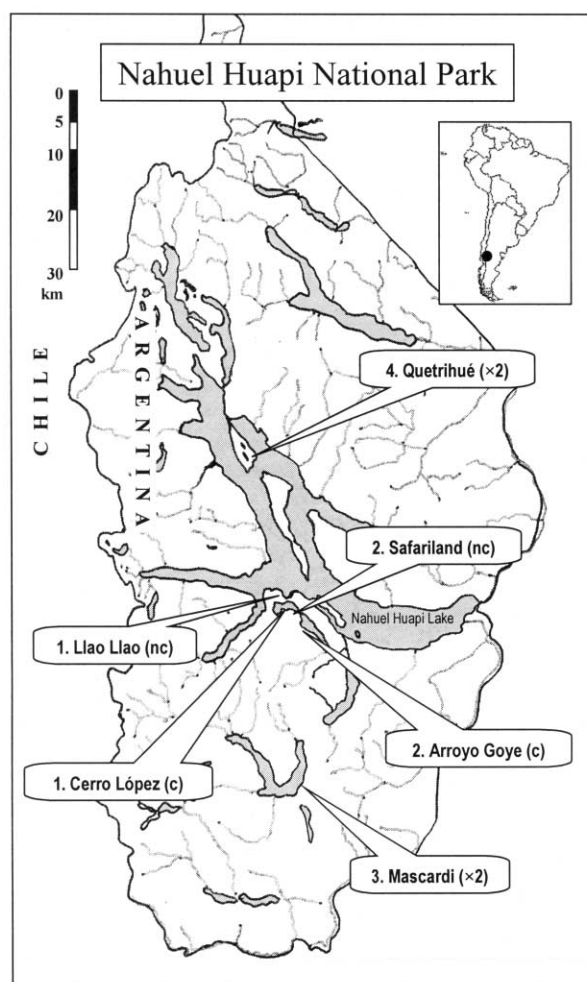 Nahuel Huapi National Park
0
5
10
20
30
km
CHILE
ARGENTINA
4. Quetrihué (×2)
2. Safariland (nc)
Nahuel Huapi Lake
1. Llao Llao (nc)
2. Arroyo Goye (c)
1. Cerro López (c)
3. Mascardi (×2)